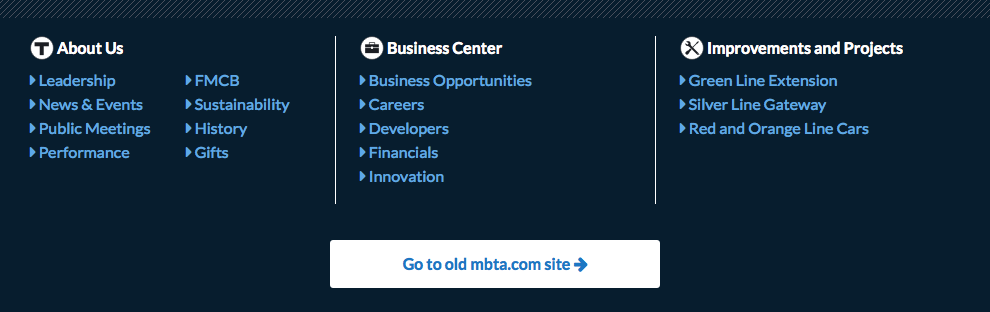 About Us
Leadership
News & Events
Public Meetings
Performance
FMCB
Sustainability
History
Gifts
Business Center
Business Opportunities
Careers
Developers
Financials
Innovation
Improvements and Projects
Green Line Extension
Silver Line Gateway
Red and Orange Line Cars
Go to old mbta.com site